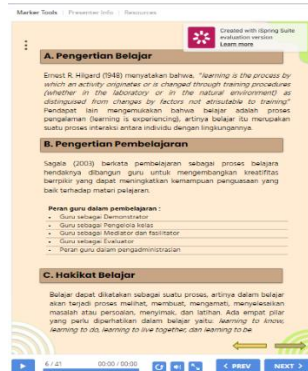 Marker Tools Presenter Info Resources
Created with iSpring Suite
evaluation version
Learn more
A. Pengertian Belajar
Ernest R. Hilgard (1948) menyatakan bahwa, "learning is the process by
which an activity originates or is changed through training procedures
(whether in the laboratory or in the natural environment) as
distinguised from changes by factors not atrisutable to training"
Pendapat lain mengemukakan bahwa belajar adalah proses
pengalaman (learning is experiencing), artinya belajar itu merupakan
suatu proses interaksi antara individu dengan lingkungannya.
B. Pengertian Pembelajaran
Sagala (2003) berkata pembelajaran sebagai proses belajara
hendaknya dibangun guru untuk mengembangkan kreatifitas
berpikir yang dapat meningkatkan kemampuan penguasaan yang
baik terhadap materi pelajaran.
Peran guru dalam pembelajaran :
- Guru sebagai Demonstrator
- Guru sebagai Pengelola kelas
- Guru sebagai Mediator dan fasilitator
- Guru sebagai Evaluator
- Peran guru dalam pengadministrasian
C. Hakikat Belajar
Belajar dapat dikatakan sebagai suatu proses, artinya dalam belajar
akan terjadi proses melihat, membuat, mengamati, menyelesaikan
masalah atau persoalan, menyimak, dan latihan. Ada empat pilar
yang perlu diperhatikan dalam belajar yaitu: learning to know,
learning to do, learning to live together, dan learning to be.
6 / 41 00:00 / 00:00 < PREV NEXT >